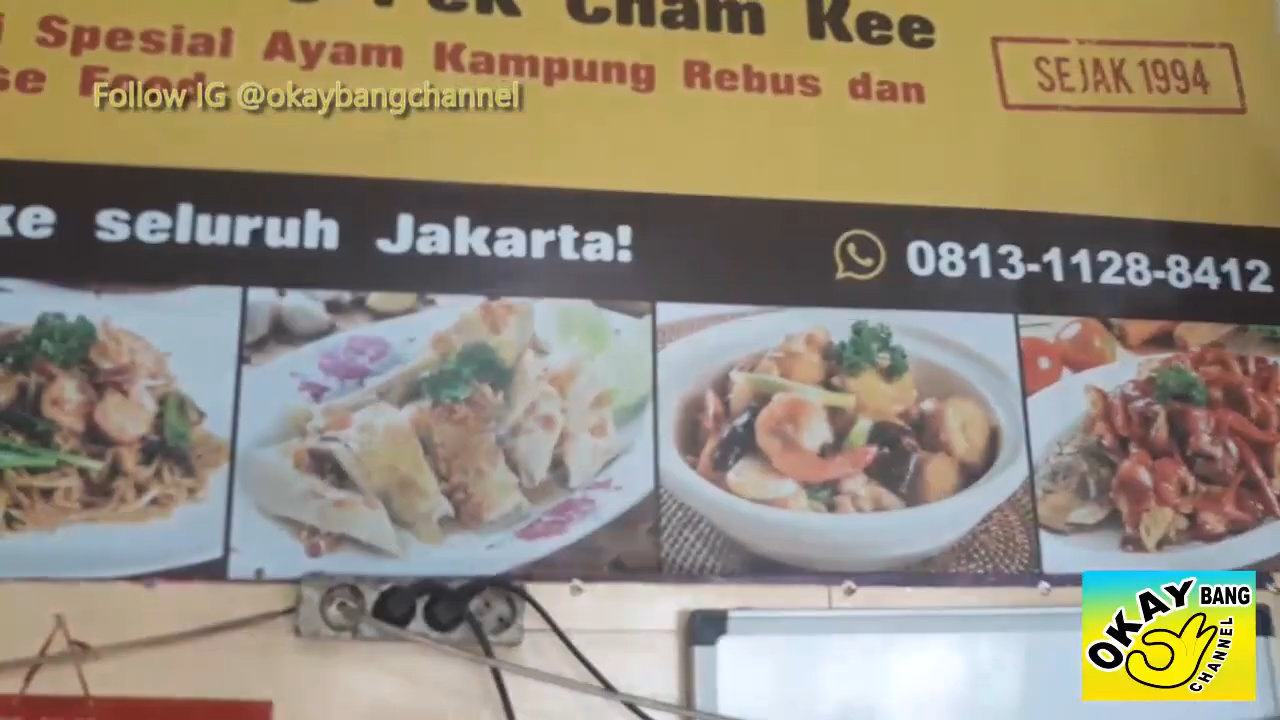 Cham Kee
Spesial Ayam Kampung Rebus dan
SEJAK 1994
Follow IG @okaybangchannel
ke seluruh Jakarta!
0813-1128-8412
OKAY BANG
CHANNEL